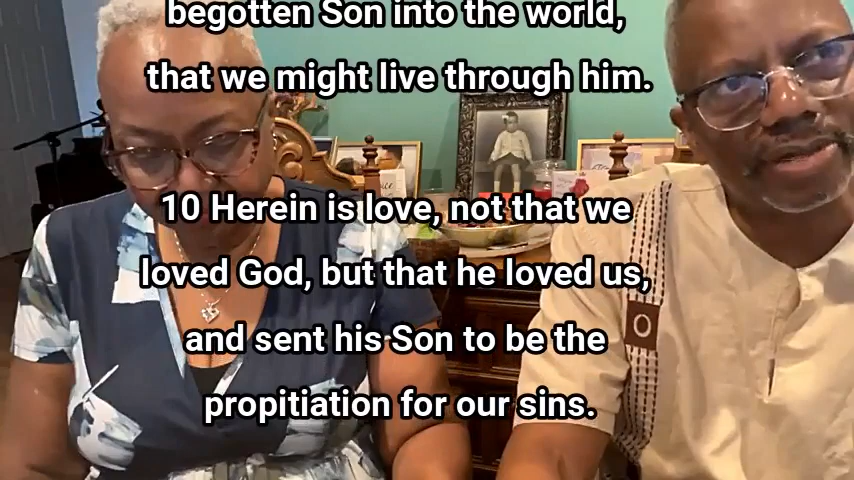 begotten Son into the world,
that we might live through him.
10 Herein is love, not that we
loved God, but that he loved us,
and sent his Son to be the
propitiation for our sins.